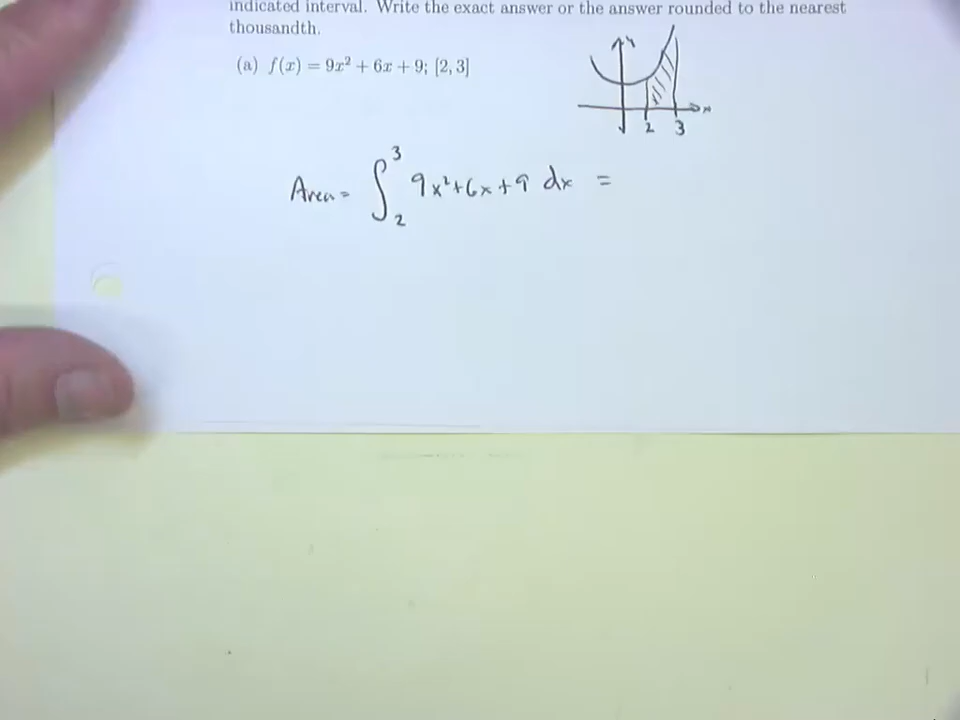 indicated interval. Write the exact answer or the answer rounded to the nearest
thousandth.
(a) f(x) = 9x² + 6x + 9; [2, 3]
y
x
2 3
Area = ∫₂³ 9x²+6x+9 dx =